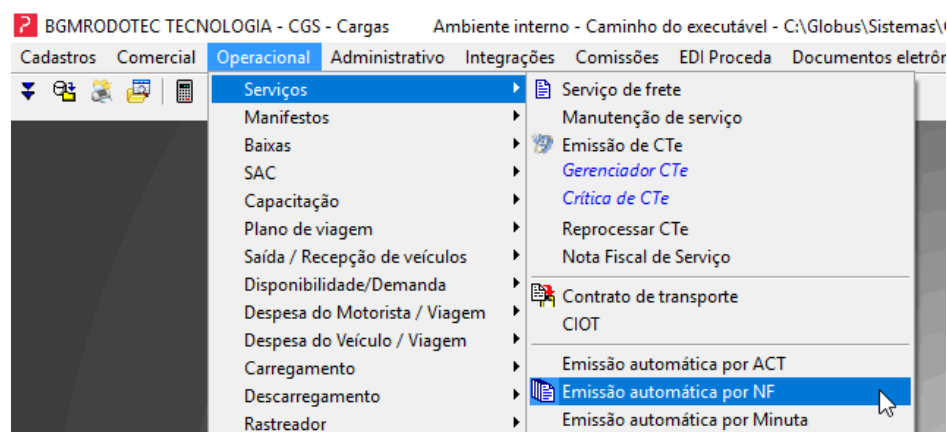 BGMRODOTEC TECNOLOGIA - CGS - Cargas Ambiente interno - Caminho do executável - C:\Globus\Sistemas\
Cadastros Comercial Operacional Administrativo Integrações Comissões EDI Proceda Documentos eletrôn
Serviços
Manifestos
Baixas
SAC
Capacitação
Plano de viagem
Saída / Recepção de veículos
Disponibilidade/Demanda
Despesa do Motorista / Viagem
Despesa do Veículo / Viagem
Carregamento
Descarregamento
Rastreador
Serviço de frete
Manutenção de serviço
Emissão de CTe
Gerenciador CTe
Crítica de CTe
Reprocessar CTe
Nota Fiscal de Serviço
Contrato de transporte
CIOT
Emissão automática por ACT
Emissão automática por NF
Emissão automática por Minuta